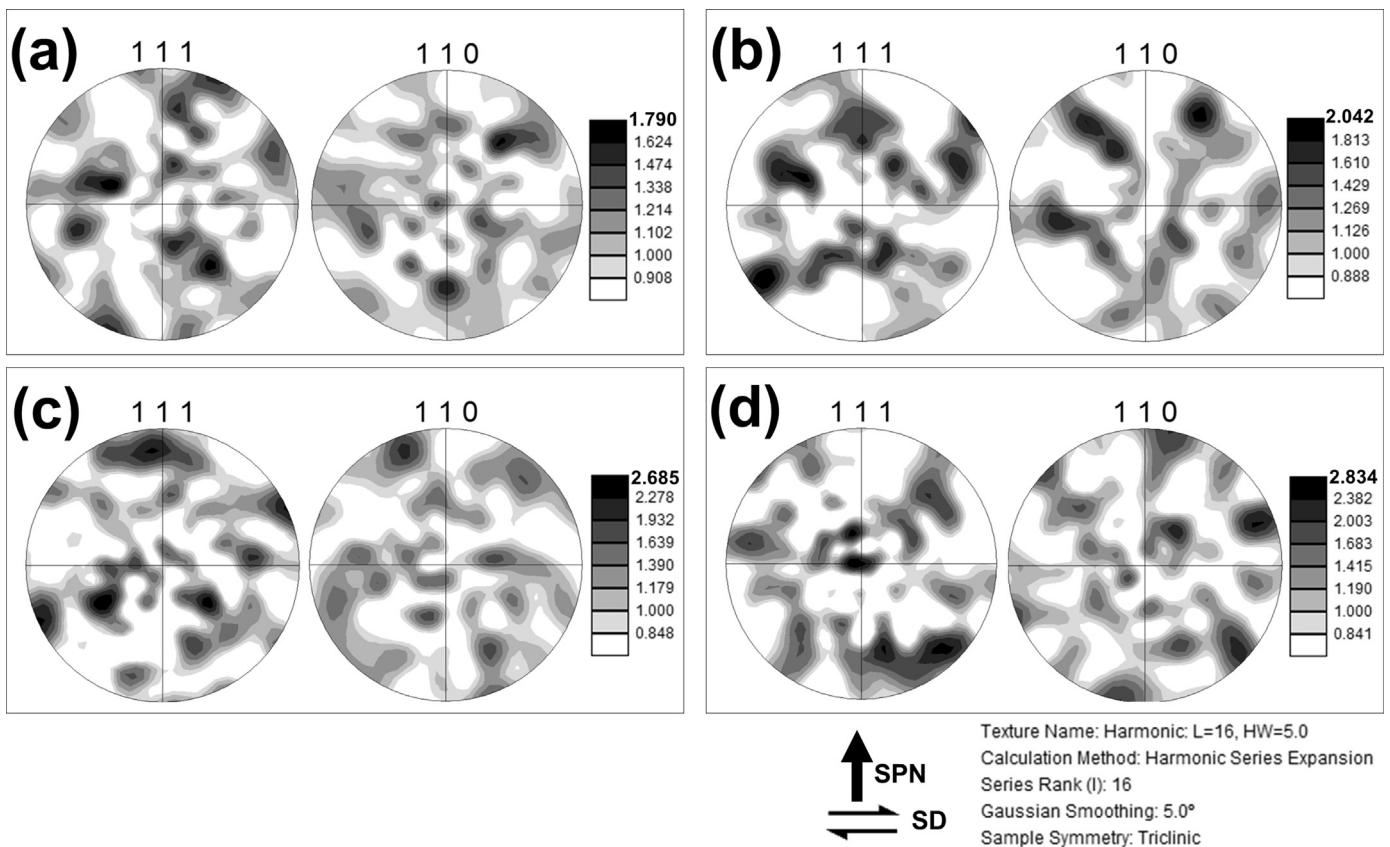 (a)
1 1 1
1 1 0
1.790
1.624
1.474
1.338
1.214
1.102
1.000
0.908
(b)
1 1 1
1 1 0
2.042
1.813
1.610
1.429
1.269
1.126
1.000
0.888
(c)
1 1 1
1 1 0
2.685
2.278
1.932
1.639
1.390
1.179
1.000
0.848
(d)
1 1 1
1 1 0
2.834
2.382
2.003
1.683
1.415
1.190
1.000
0.841
SPN
SD
Texture Name: Harmonic: L=16, HW=5.0
Calculation Method: Harmonic Series Expansion
Series Rank (l): 16
Gaussian Smoothing: 5.0°
Sample Symmetry: Triclinic